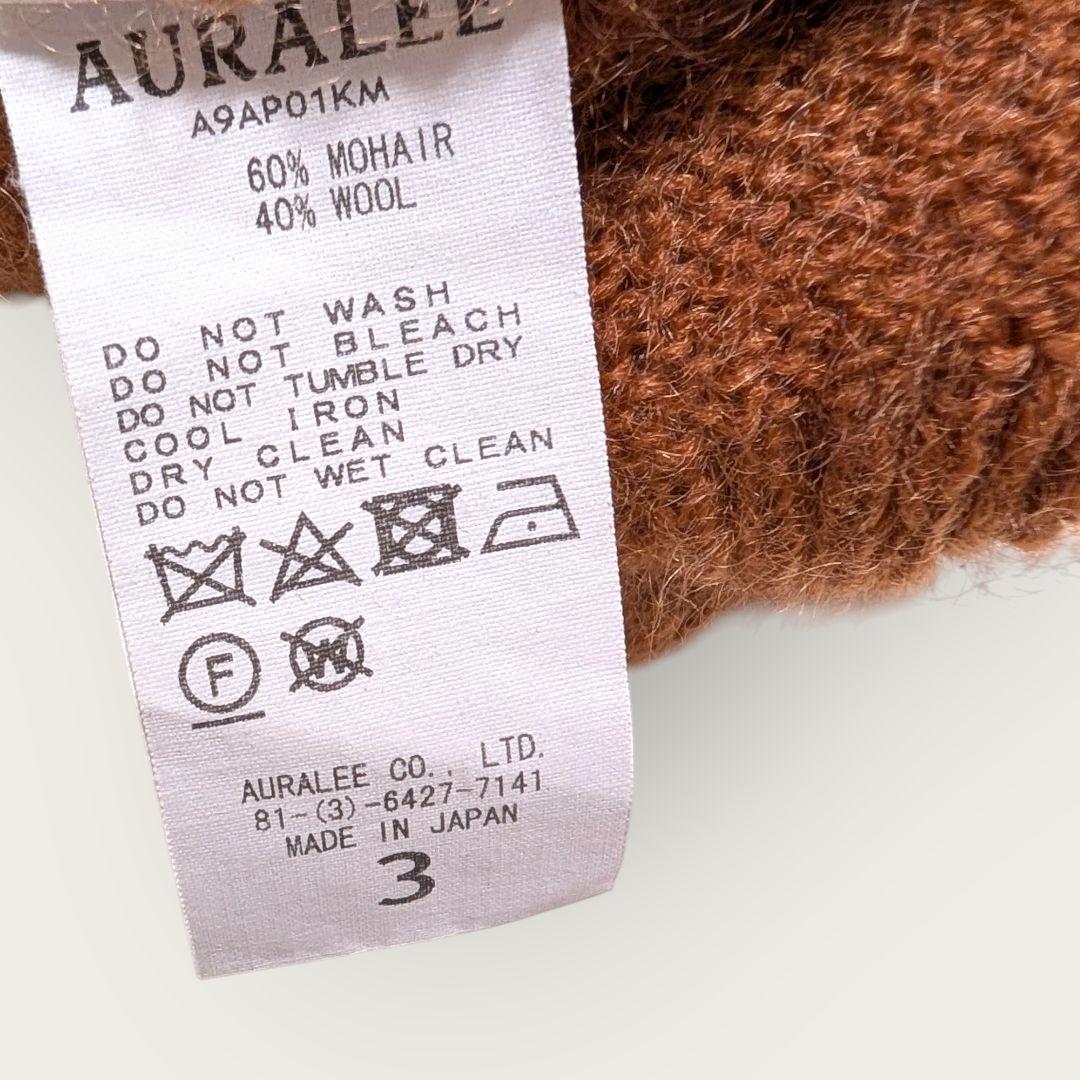 AURALEE
A9AP01KM
60% MOHAIR
40% WOOL
DO NOT WASH
DO NOT BLEACH
DO NOT TUMBLE DRY
COOL IRON
DRY CLEAN
DO NOT WET CLEAN
F
W
AURALEE CO., LTD.
81-(3)-6427-7141
MADE IN JAPAN
3